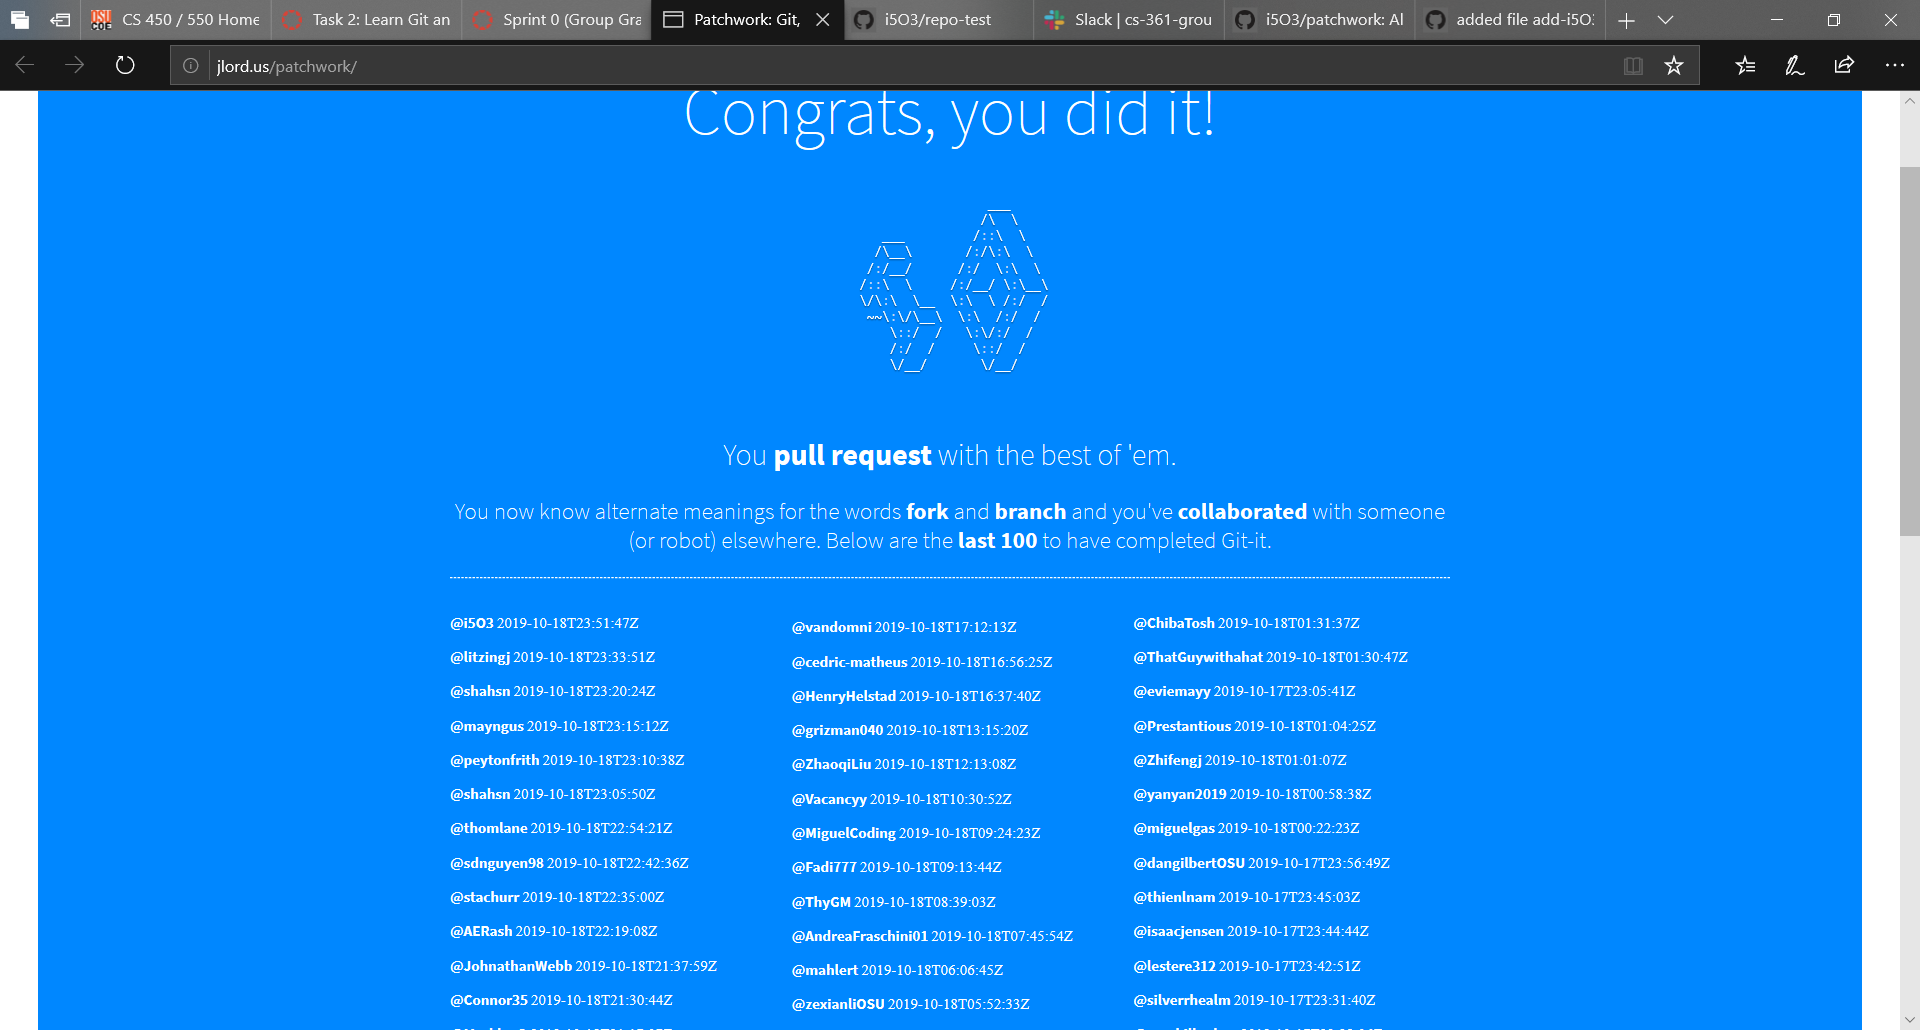 CS 450 / 550 Home
Task 2: Learn Git an
Sprint 0 (Group Gra
Patchwork: Git,
i5O3/repo-test
Slack | cs-361-grou
i5O3/patchwork: Al
added file add-i5O3
jlord.us/patchwork/
Congrats, you did it!
You pull request with the best of 'em.
You now know alternate meanings for the words fork and branch and you've collaborated with someone
(or robot) elsewhere. Below are the last 100 to have completed Git-it.
@i5O3 2019-10-18T23:51:47Z
@litzingj 2019-10-18T23:33:51Z
@shahsn 2019-10-18T23:20:24Z
@mayngus 2019-10-18T23:15:12Z
@peytonfrith 2019-10-18T23:10:38Z
@shahsn 2019-10-18T23:05:50Z
@thomlane 2019-10-18T22:54:21Z
@sdnguyen98 2019-10-18T22:42:36Z
@stachurr 2019-10-18T22:35:00Z
@AERash 2019-10-18T22:19:08Z
@JohnathanWebb 2019-10-18T21:37:59Z
@Connor35 2019-10-18T21:30:44Z
@vandomni 2019-10-18T17:12:13Z
@cedric-matheus 2019-10-18T16:56:25Z
@HenryHelstad 2019-10-18T16:37:40Z
@grizman040 2019-10-18T13:15:20Z
@ZhaoqiLiu 2019-10-18T12:13:08Z
@Vacancyy 2019-10-18T10:30:52Z
@MiguelCoding 2019-10-18T09:24:23Z
@Fadi777 2019-10-18T09:13:44Z
@ThyGM 2019-10-18T08:39:03Z
@AndreaFraschini01 2019-10-18T07:45:54Z
@mahlert 2019-10-18T06:06:45Z
@zexianliOSU 2019-10-18T05:52:33Z
@ChibaTosh 2019-10-18T01:31:37Z
@ThatGuywithahat 2019-10-18T01:30:47Z
@eviemayy 2019-10-17T23:05:41Z
@Prestantious 2019-10-18T01:04:25Z
@Zhifengj 2019-10-18T01:01:07Z
@yanyan2019 2019-10-18T00:58:38Z
@miguelgas 2019-10-18T00:22:23Z
@dangilbertOSU 2019-10-17T23:56:49Z
@thienlnam 2019-10-17T23:45:03Z
@isaacjensen 2019-10-17T23:44:44Z
@lestere312 2019-10-17T23:42:51Z
@silverrhealm 2019-10-17T23:31:40Z